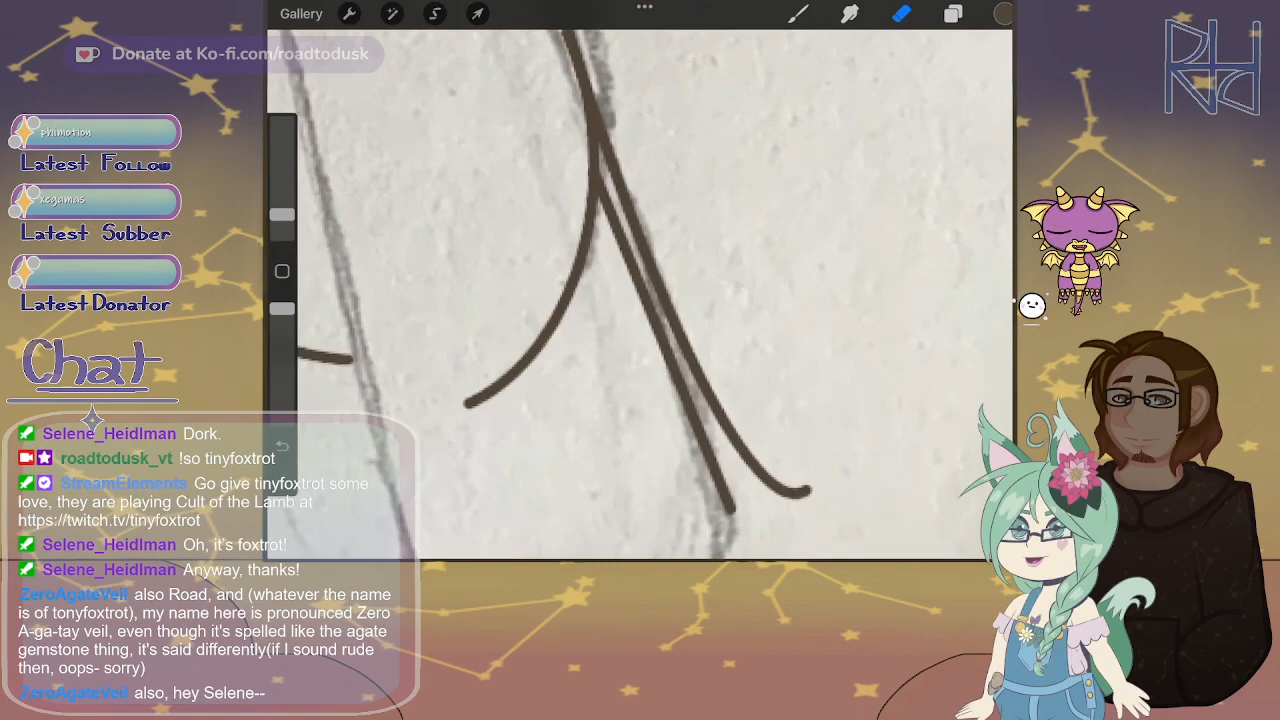 Gallery
Donate at Ko-fi.com/roadtodusk
phimotion
Latest Follow
xegamas
Latest Subber
Latest Donator
Chat
Selene_Heidlman Dork.
roadtodusk_vt !so tinyfoxtrot
StreamElements Go give tinyfoxtrot some
love, they are playing Cult of the Lamb at
https://twitch.tv/tinyfoxtrot
Selene_Heidlman Oh, it's foxtrot!
Selene_Heidlman Anyway, thanks!
ZeroAgateVeil also Road, and (whatever the name
is of tonyfoxtrot), my name here is pronounced Zero
A-ga-tay veil, even though it's spelled like the agate
gemstone thing, it's said differently(if I sound rude
then, oops- sorry)
ZeroAgateVeil also, hey Selene--